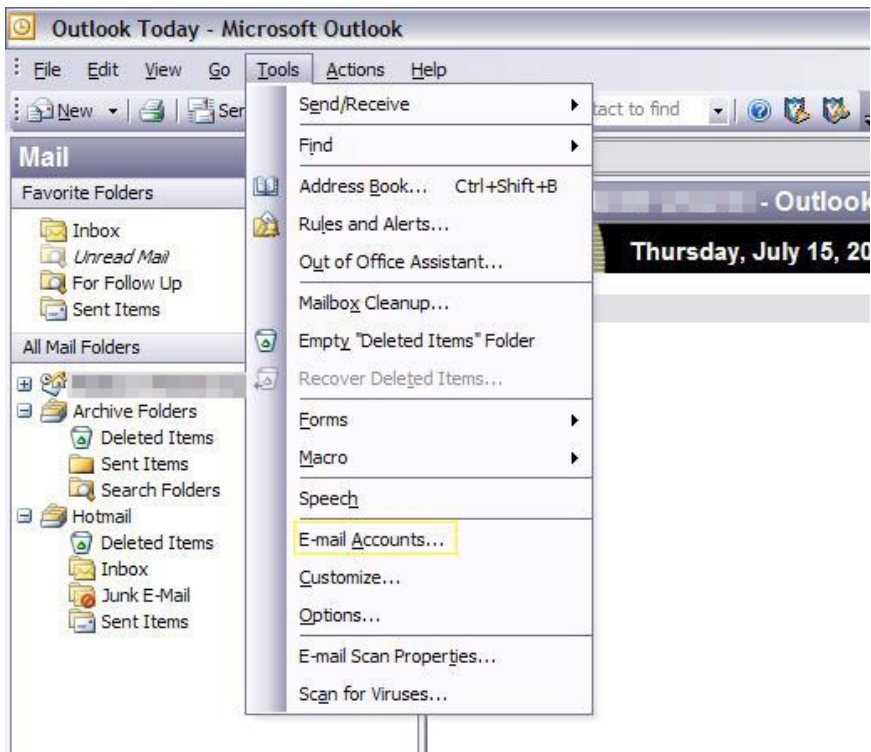 Outlook Today - Microsoft Outlook
File Edit View Go Tools Actions Help
New Ser tact to find
Mail
Favorite Folders
Inbox
Unread Mail
For Follow Up
Sent Items
All Mail Folders
Archive Folders
Deleted Items
Sent Items
Search Folders
Hotmail
Deleted Items
Inbox
Junk E-Mail
Sent Items
Send/Receive
Find
Address Book... Ctrl+Shift+B
Rules and Alerts...
Out of Office Assistant...
Mailbox Cleanup...
Empty "Deleted Items" Folder
Recover Deleted Items...
Forms
Macro
Speech
E-mail Accounts...
Customize...
Options...
E-mail Scan Properties...
Scan for Viruses...
- Outlook
Thursday, July 15, 20